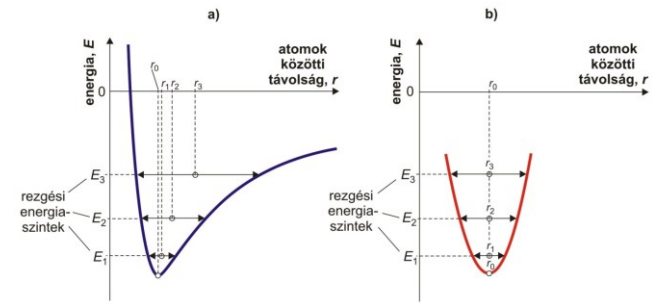 a)
energia, E
atomok
közötti
távolság, r
r₀
r₁ r₂ r₃
0
E₃
rezgési
energia-
szintek
E₂
E₁
b)
energia, E
atomok
közötti
távolság, r
r₀
0
E₃
r₃
rezgési
energia-
szintek
E₂
r₂
E₁
r₁
r₀